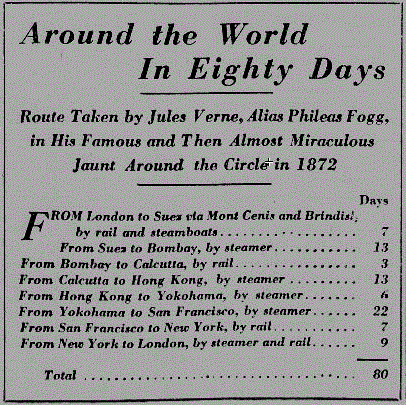 Around the World
In Eighty Days
Route Taken by Jules Verne, Alias Phileas Fogg,
in His Famous and Then Almost Miraculous
Jaunt Around the Circle in 1872
Days
FROM London to Suez via Mont Cenis and Brindisi,
by rail and steamboats.................. 7
From Suez to Bombay, by steamer............ 13
From Bombay to Calcutta, by rail............... 3
From Calcutta to Hong Kong, by steamer.......... 13
From Hong Kong to Yokohama, by steamer....... 6
From Yokohama to San Francisco, by steamer...... 22
From San Francisco to New York, by rail........... 7
From New York to London, by steamer and rail...... 9
Total .................................... 80